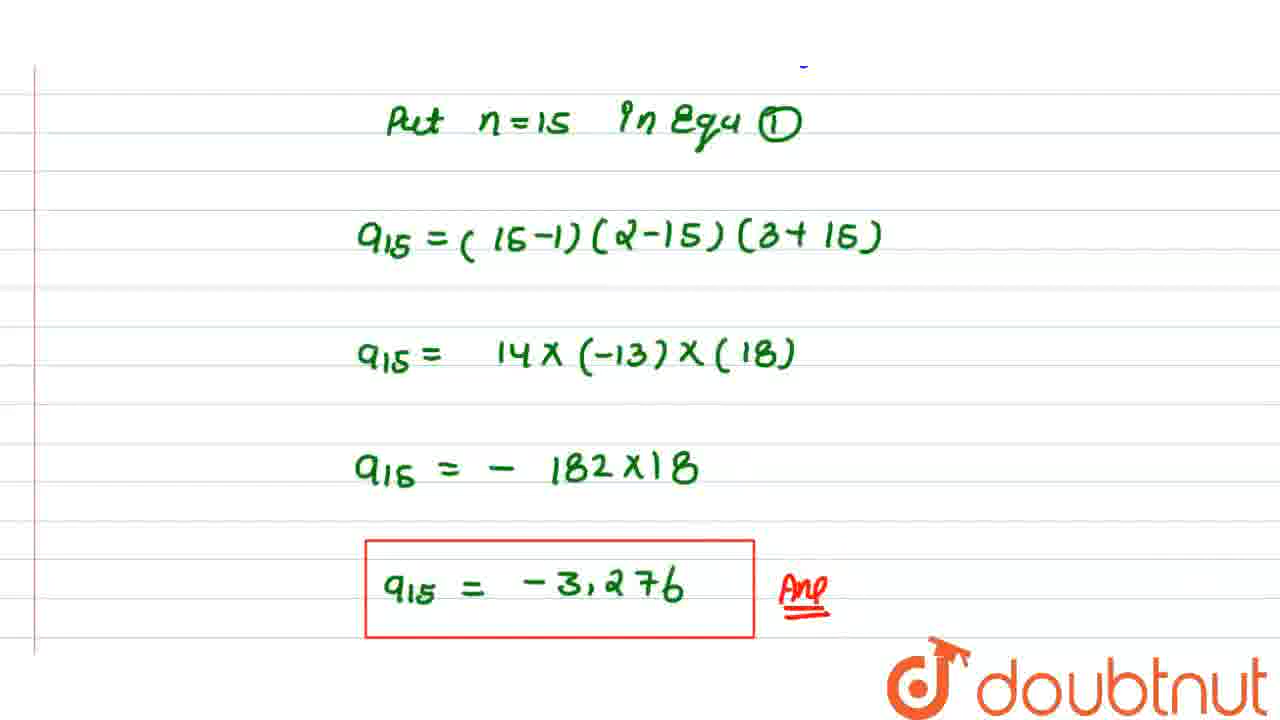 Put n=15 in Equ ①
a15 = (15-1)(2-15)(3+15)
a15 = 14 x (-13) x (18)
a15 = - 182 x 18
a15 = -3,276 Ans
doubtnut